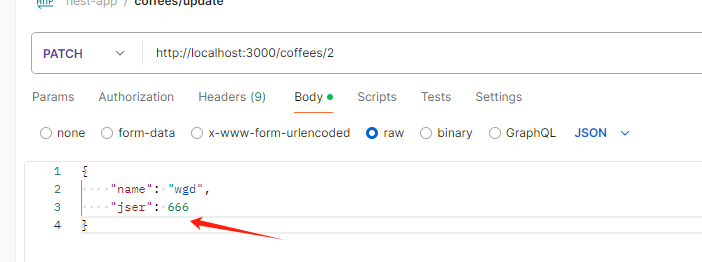 HTTP nest-app / coffees/update
PATCH http://localhost:3000/coffees/2
Params Authorization Headers (9) Body Scripts Tests Settings
none form-data x-www-form-urlencoded raw binary GraphQL JSON
1 {
2 "name": "wgd",
3 "jser": 666
4 }